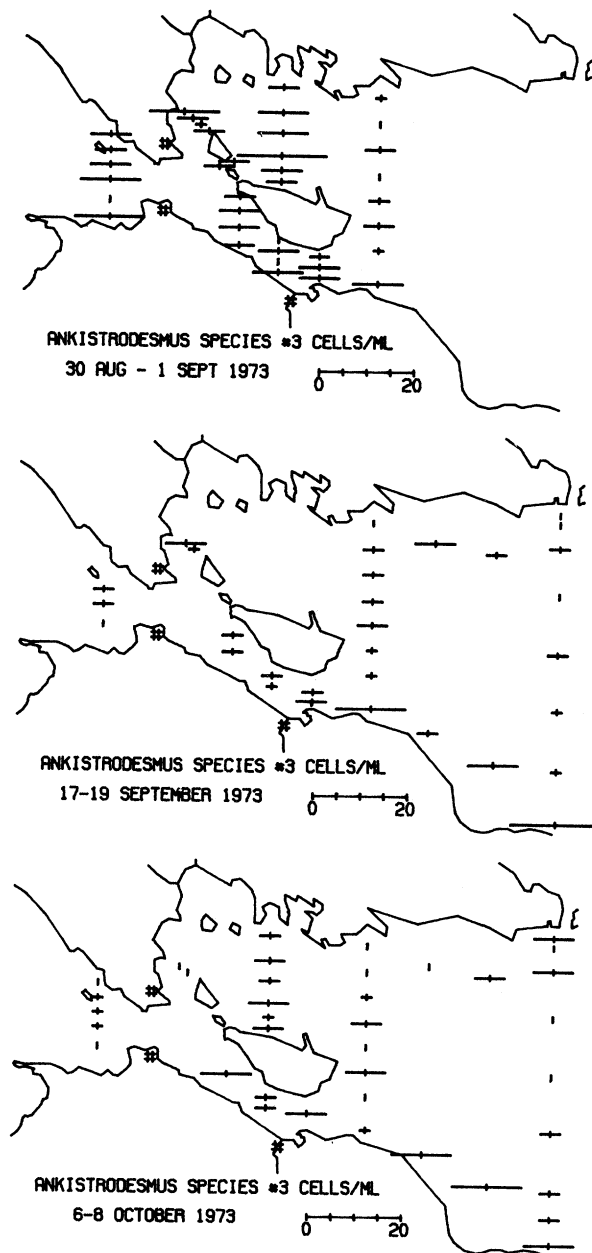 ANKISTRODESMUS SPECIES #3 CELLS/ML
30 AUG - 1 SEPT 1973
0 20
ANKISTRODESMUS SPECIES #3 CELLS/ML
17-19 SEPTEMBER 1973
0 20
ANKISTRODESMUS SPECIES #3 CELLS/ML
6-8 OCTOBER 1973
0 20